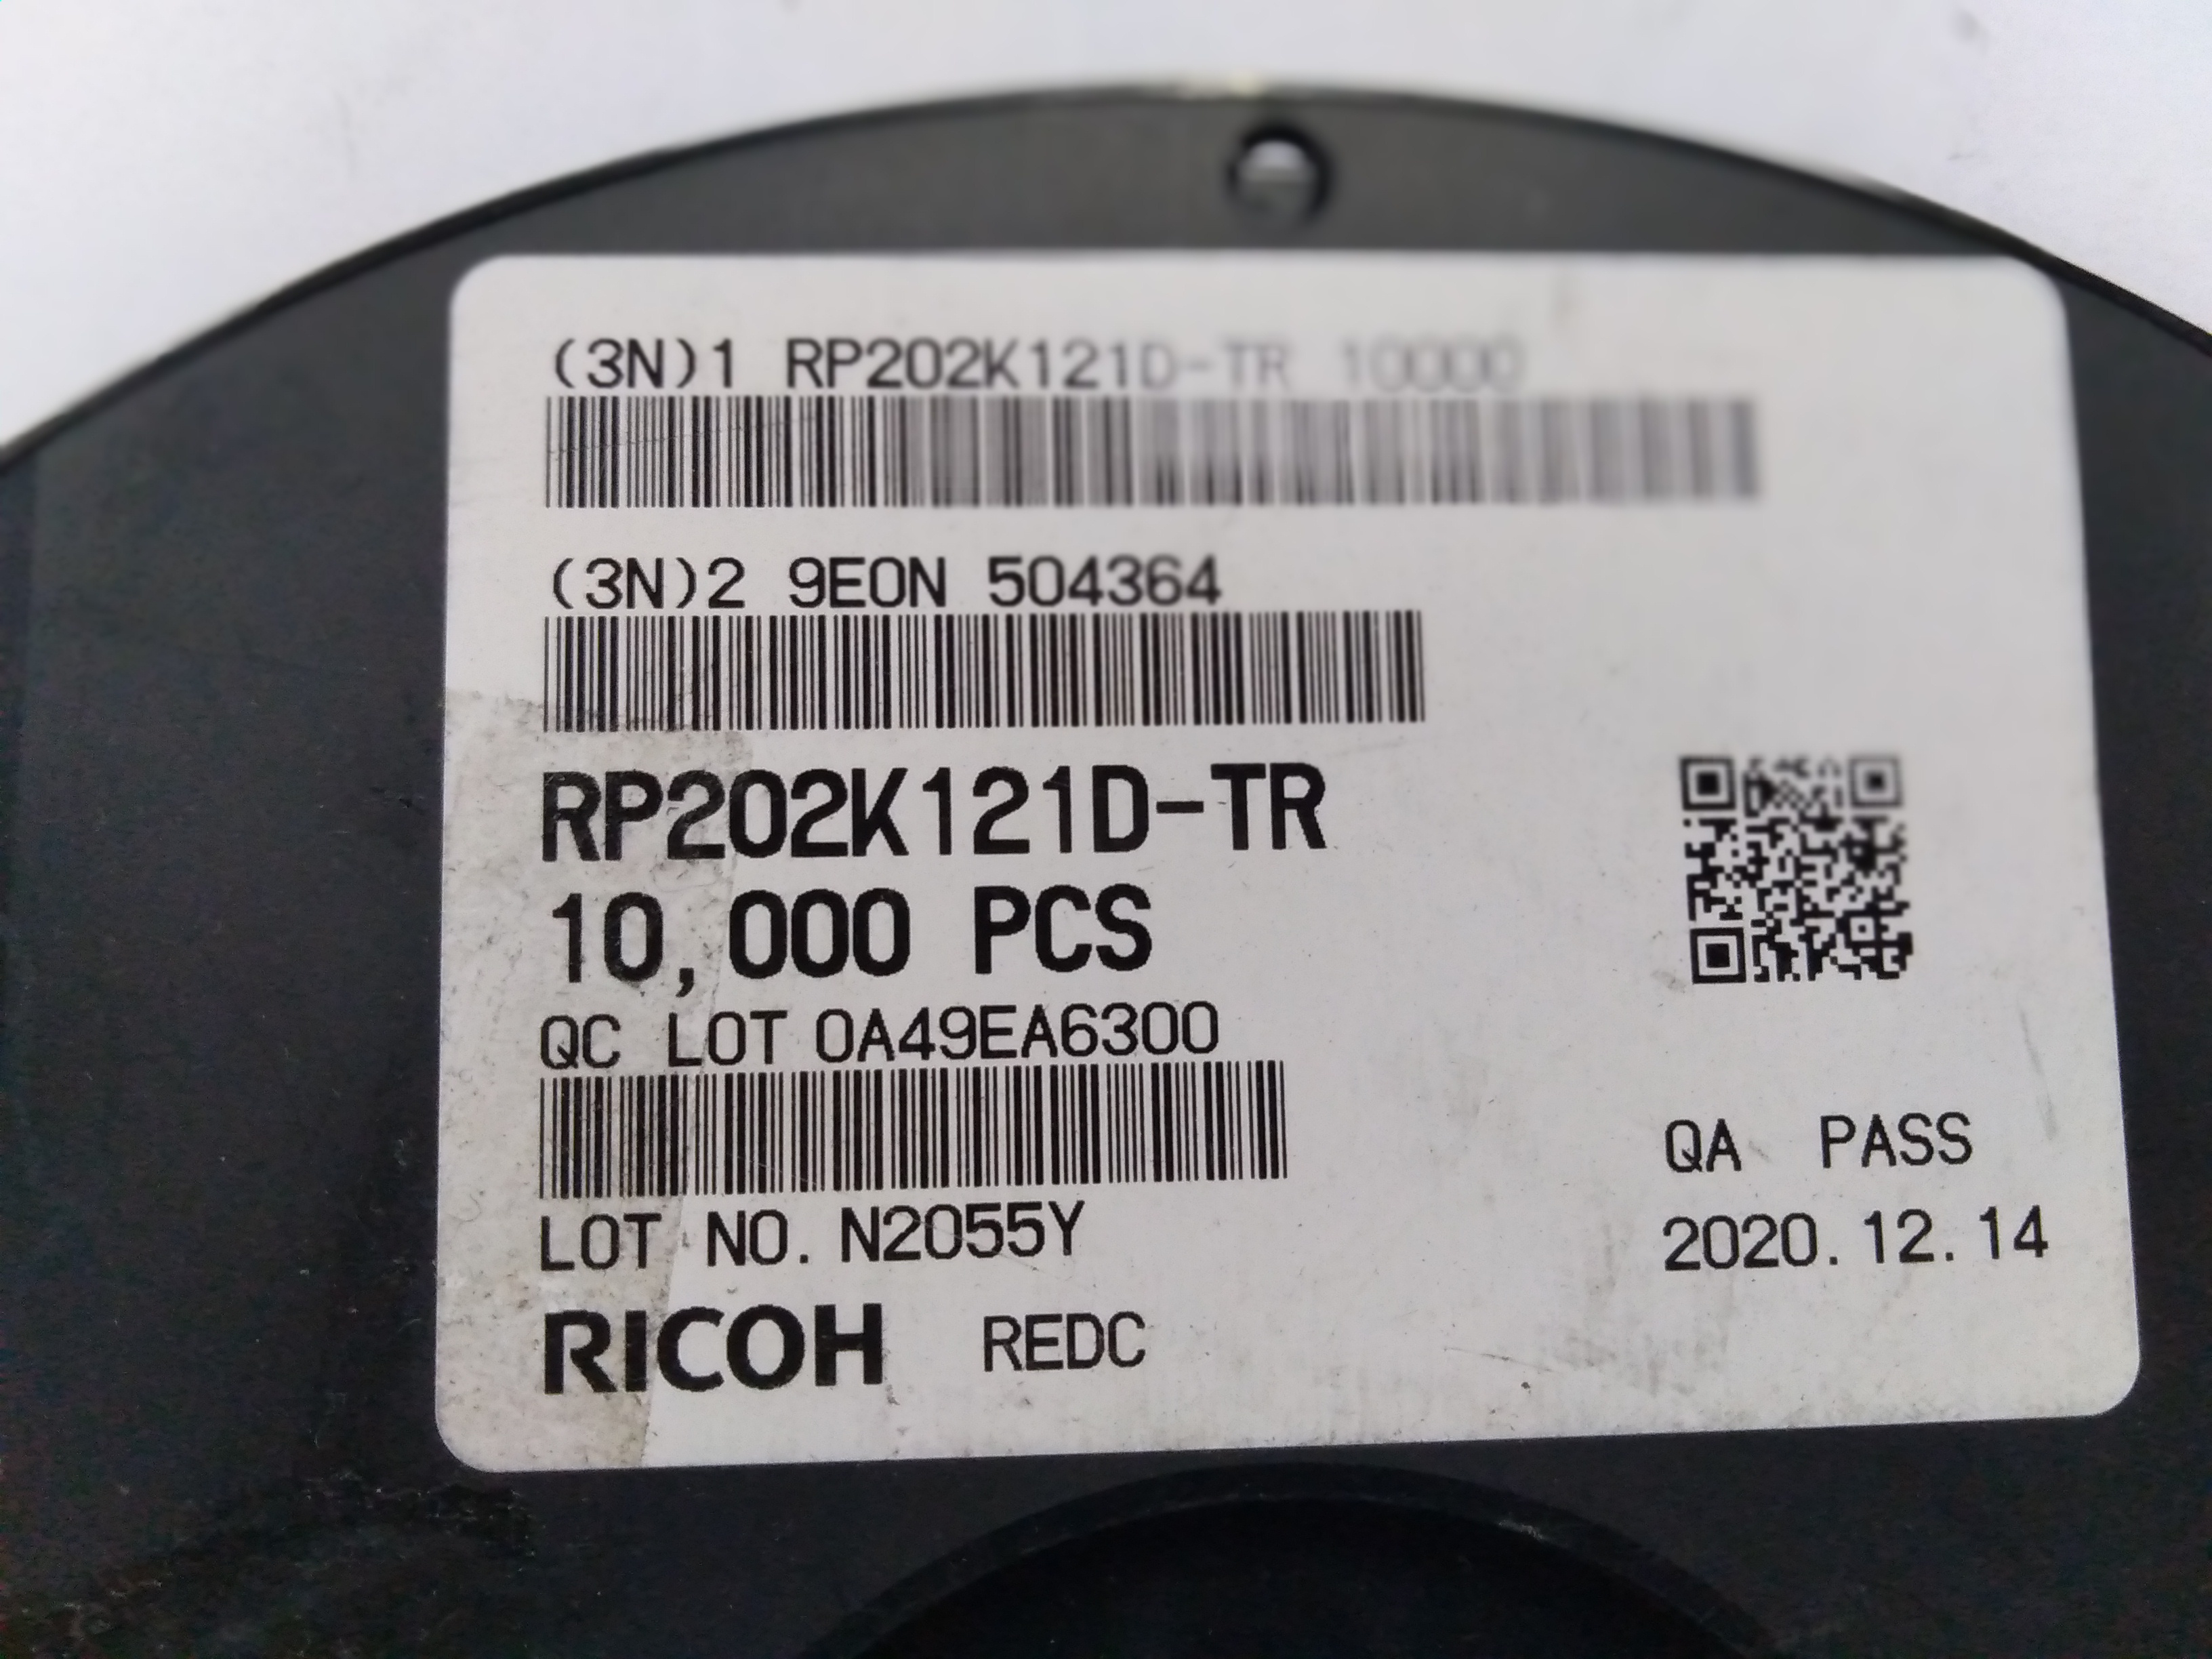 (3N)1 RP202K121D-TR 10000
(3N)2 9E0N 504364
RP202K121D-TR
10,000 PCS
QC LOT 0A49EA6300
QA PASS
LOT NO. N2055Y
2020.12.14
RICOH REDC